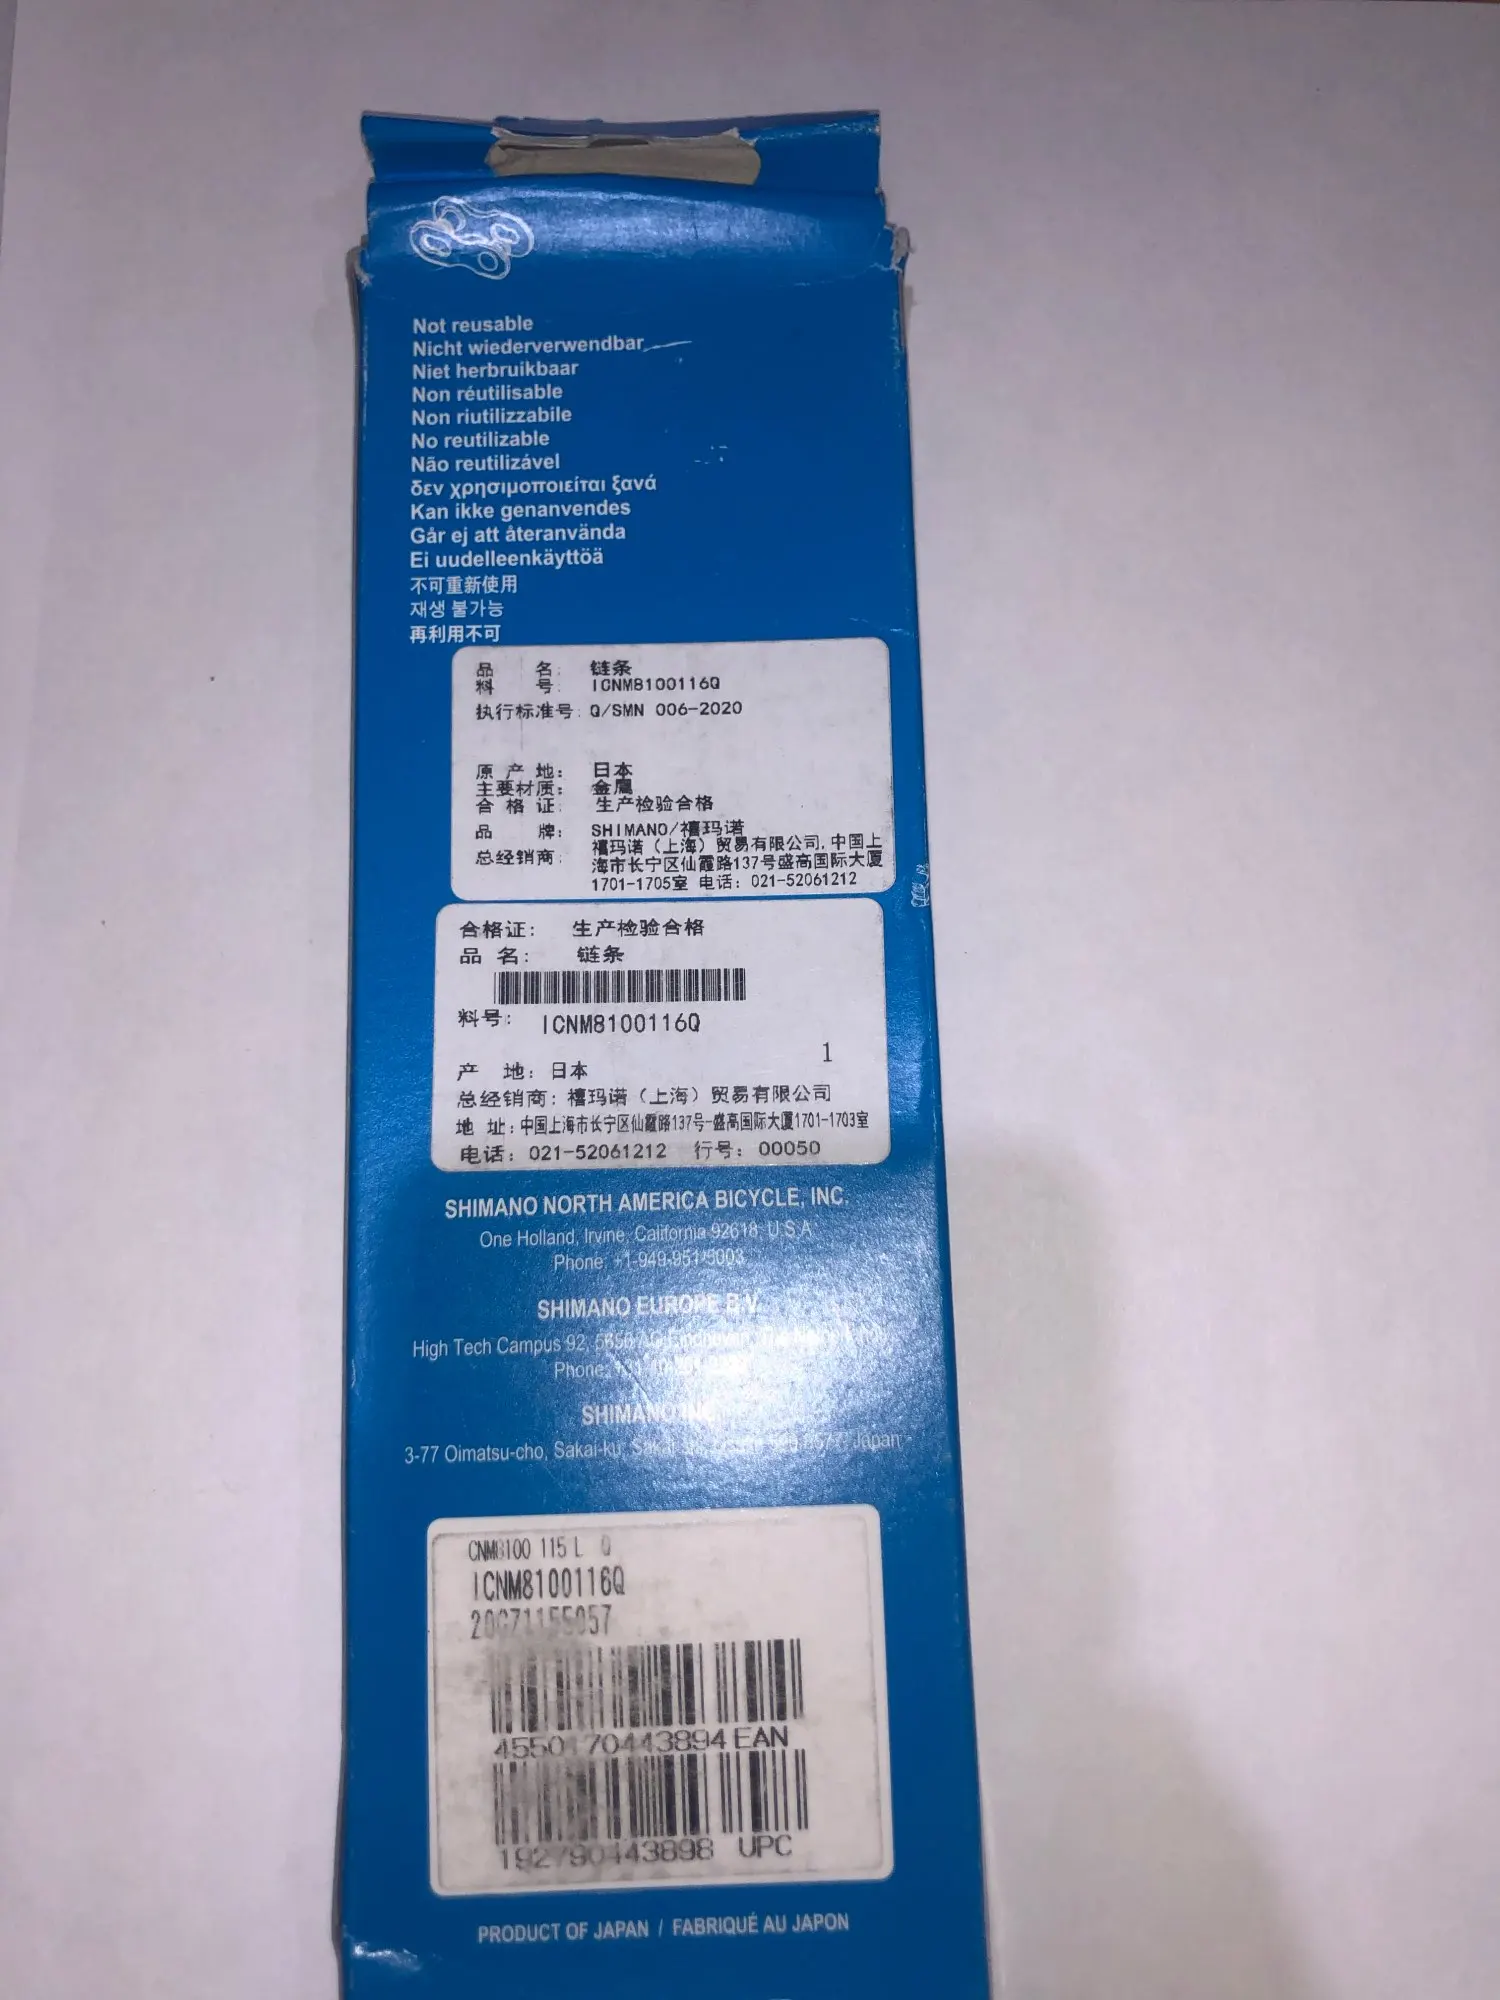 Not reusable
Nicht wiederverwendbar
Niet herbruikbaar
Non réutilisable
Non riutilizzabile
No reutilizable
Não reutilizável
δεν χρησιμοποιείται ξανά
Kan ikke genanvendes
Går ej att återanvända
Ei uudelleenkäyttöä
不可重新使用
재생 불가능
再利用不可
品 名: 链条
料 号: ICNM8100116Q
执行标准号: Q/SMN 006-2020
原 产 地: 日本
主要材质: 金属
合 格 证: 生产检验合格
品 牌: SHIMANO/禧玛诺
总经销商: 禧玛诺（上海）贸易有限公司, 中国上
海市长宁区仙霞路137号盛高国际大厦
1701-1705室 电话: 021-52061212
合格证: 生产检验合格
品 名: 链条
料号: ICNM8100116Q
1
产 地: 日本
总经销商: 禧玛诺（上海）贸易有限公司
地 址: 中国上海市长宁区仙霞路137号-盛高国际大厦1701-1703室
电话: 021-52061212 行号: 00050
SHIMANO NORTH AMERICA BICYCLE, INC.
One Holland, Irvine, California 92618, U.S.A.
Phone: +1-949-951-5003
SHIMANO EUROPE B.V.
High Tech Campus 92,
Phone:
SHIMANO INC.
3-77 Oimatsu-cho, Sakai-ku, Japan
CNM8100 115 L Q
ICNM8100116Q
EAN
UPC
PRODUCT OF JAPAN / FABRIQUÉ AU JAPON